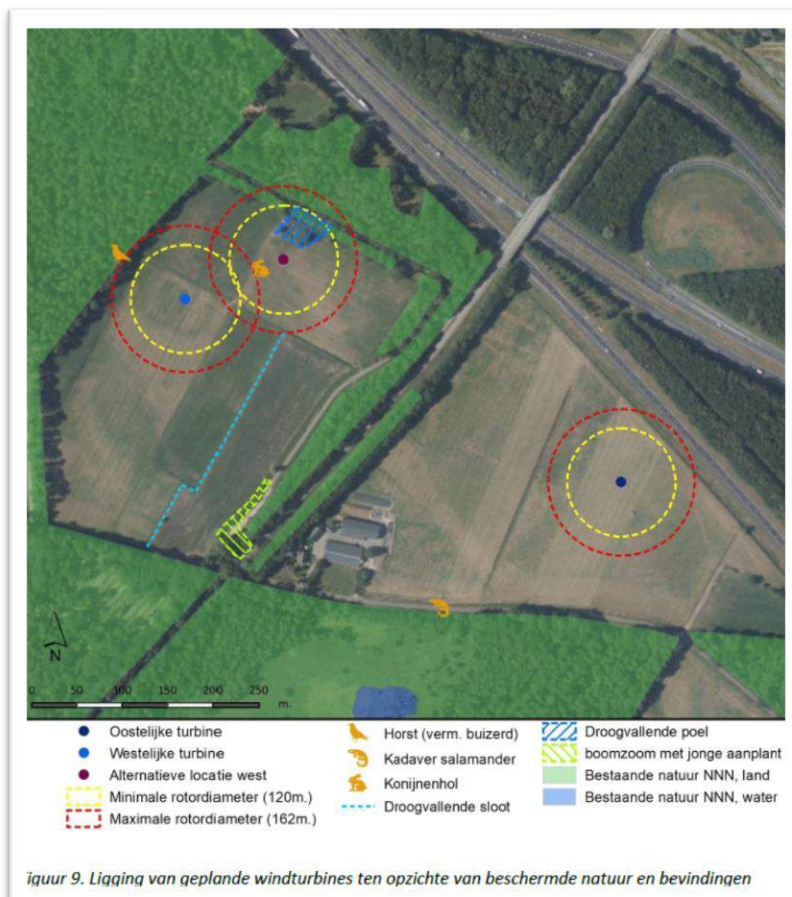 N
0 50 100 150 200 250
m.
Oostelijke turbine
Westelijke turbine
Alternatieve locatie west
Minimale rotordiameter (120m.)
Maximale rotordiameter (162m.)
Horst (verm. buizerd)
Kadaver salamander
Konijnenhol
Droogvallende sloot
Droogvallende poel
boomzoom met jonge aanplant
Bestaande natuur NNN, land
Bestaande natuur NNN, water
iguur 9. Ligging van geplande windturbines ten opzichte van beschermde natuur en bevindingen